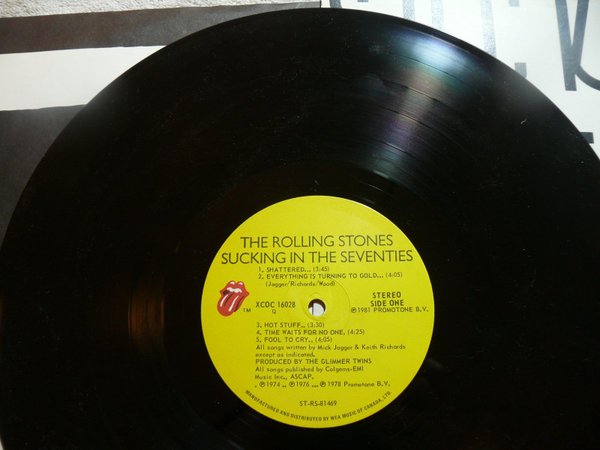 THE ROLLING STONES
SUCKING IN THE SEVENTIES
1. SHATTERED... (3:45)
2. EVERYTHING IS TURNING TO GOLD... (4:05)
(Jagger/Richards/Wood)
TM
XCOC 16028
Q
STEREO
SIDE ONE
℗1981 PROMOTONE B.V.
3. HOT STUFF... (3:30)
4. TIME WAITS FOR NO ONE. (4:25)
5. FOOL TO CRY.. (4:05)
All songs written by Mick Jagger & Keith Richards
except as indicated.
PRODUCED BY THE GLIMMER TWINS
All songs published by Colgems-EMI
Music Inc., ASCAP.
. ℗1974 .. ℗1976 ... ℗1978 Promotone B.V.
ST-RS-81469
MANUFACTURED AND DISTRIBUTED BY WEA MUSIC OF CANADA, LTD.